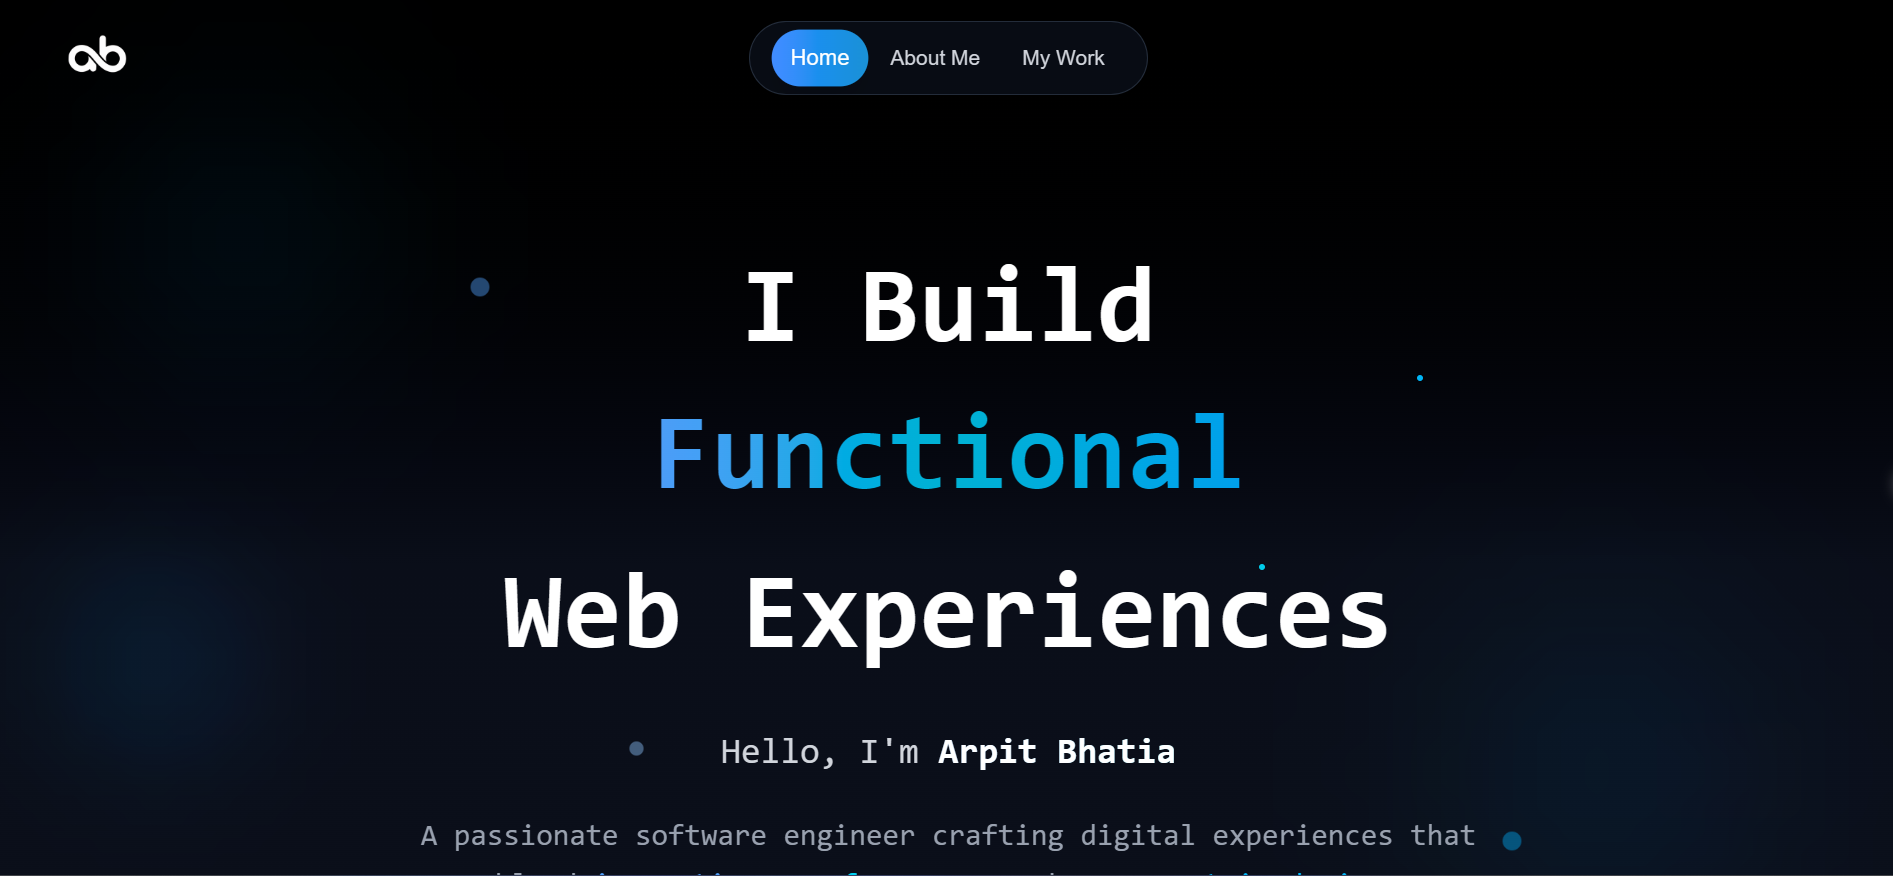 ab
Home About Me My Work
I Build
Functional
Web Experiences
Hello, I'm Arpit Bhatia
A passionate software engineer crafting digital experiences that